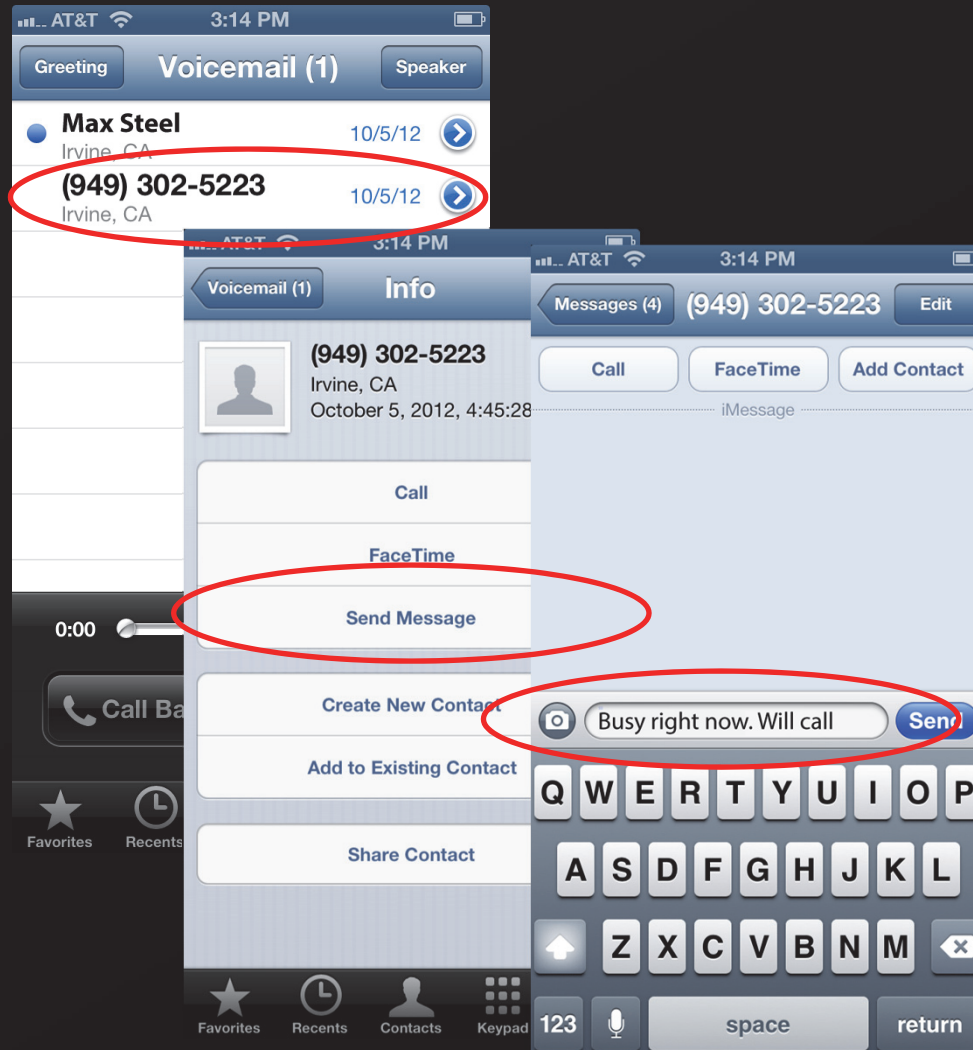 AT&T 3:14 PM
Greeting Voicemail (1) Speaker
Max Steel 10/5/12
Irvine, CA
(949) 302-5223 10/5/12
Irvine, CA
0:00
Call Ba
Favorites Recents
AT&T 3:14 PM
Voicemail (1) Info
(949) 302-5223
Irvine, CA
October 5, 2012, 4:45:28
Call
FaceTime
Send Message
Create New Contact
Add to Existing Contact
Share Contact
Favorites Recents Contacts Keypad
AT&T 3:14 PM
Messages (4) (949) 302-5223 Edit
Call FaceTime Add Contact
iMessage
Busy right now. Will call Send
Q W E R T Y U I O P
A S D F G H J K L
Z X C V B N M
123 space return